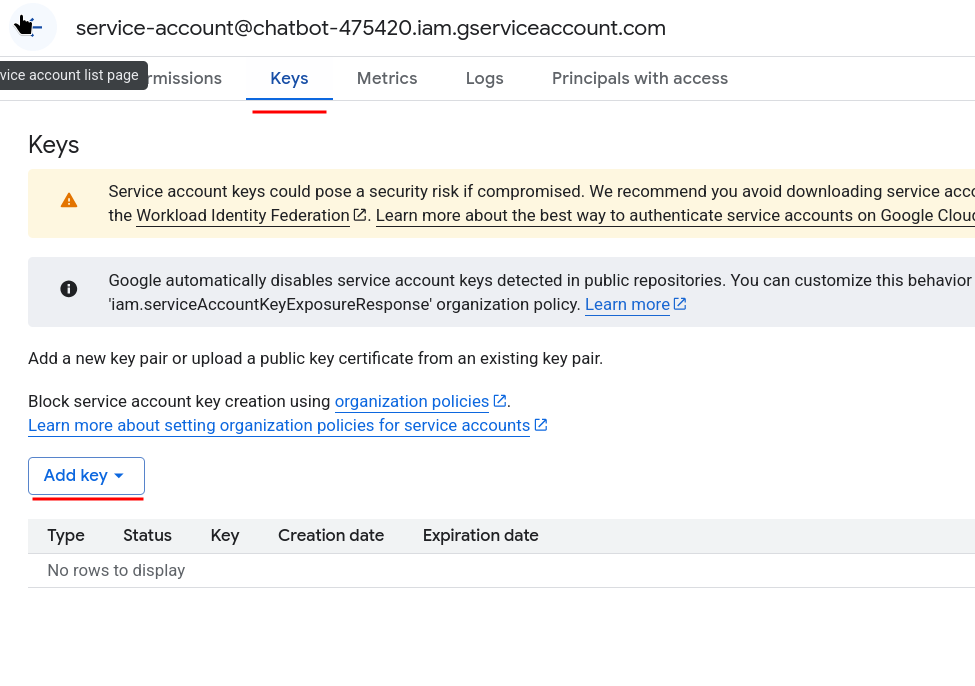 service-account@chatbot-475420.iam.gserviceaccount.com
vice account list page
rmissions
Keys
Metrics
Logs
Principals with access
Keys
Service account keys could pose a security risk if compromised. We recommend you avoid downloading service acco
the Workload Identity Federation. Learn more about the best way to authenticate service accounts on Google Cloud
Google automatically disables service account keys detected in public repositories. You can customize this behavior
'iam.serviceAccountKeyExposureResponse' organization policy. Learn more
Add a new key pair or upload a public key certificate from an existing key pair.
Block service account key creation using organization policies.
Learn more about setting organization policies for service accounts
Add key
Type Status Key Creation date Expiration date
No rows to display